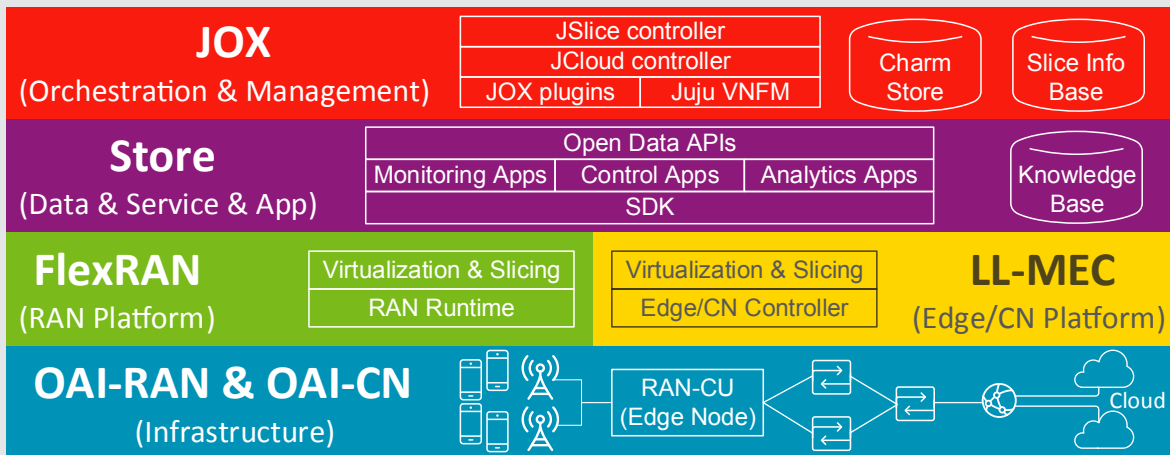 JOX
(Orchestration & Management)
JSlice controller
JCloud controller
JOX plugins
Juju VNFM
Charm
Store
Slice Info
Base
Store
(Data & Service & App)
Open Data APIs
Monitoring Apps
Control Apps
Analytics Apps
SDK
Knowledge
Base
FlexRAN
(RAN Platform)
Virtualization & Slicing
RAN Runtime
Virtualization & Slicing
Edge/CN Controller
LL-MEC
(Edge/CN Platform)
OAI-RAN & OAI-CN
(Infrastructure)
RAN-CU
(Edge Node)
Cloud